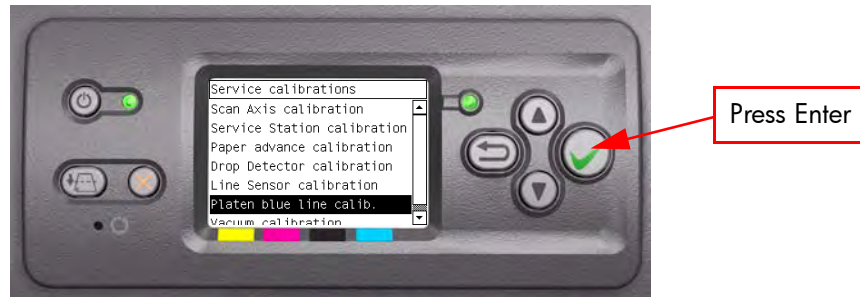 Service calibrations
Scan Axis calibration
Service Station calibration
Paper advance calibration
Drop Detector calibration
Line Sensor calibration
Platen blue line calib.
Vacuum calibration
Press Enter